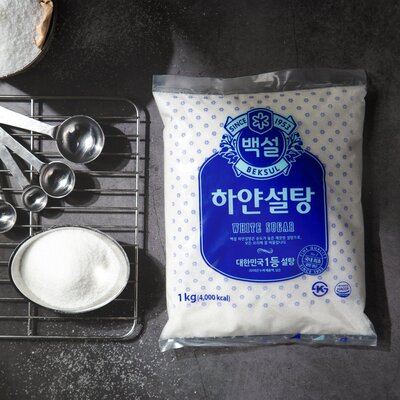 SINCE 1953
백설
BEKSUL
하얀설탕
WHITE SUGAR
대한민국 1등 설탕
1kg (4,000 kcal)